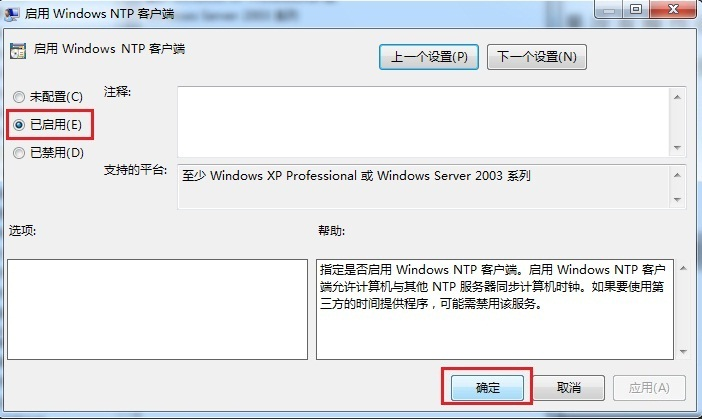 启用 Windows NTP 客户端
启用 Windows NTP 客户端
上一个设置(P)
下一个设置(N)
未配置(C)
注释:
已启用(E)
已禁用(D)
支持的平台:
至少 Windows XP Professional 或 Windows Server 2003 系列
选项:
帮助:
指定是否启用 Windows NTP 客户端。启用 Windows NTP 客户
端允许计算机与其他 NTP 服务器同步计算机时钟。如果要使用第
三方的时间提供程序，可能需禁用该服务。
确定
取消
应用(A)